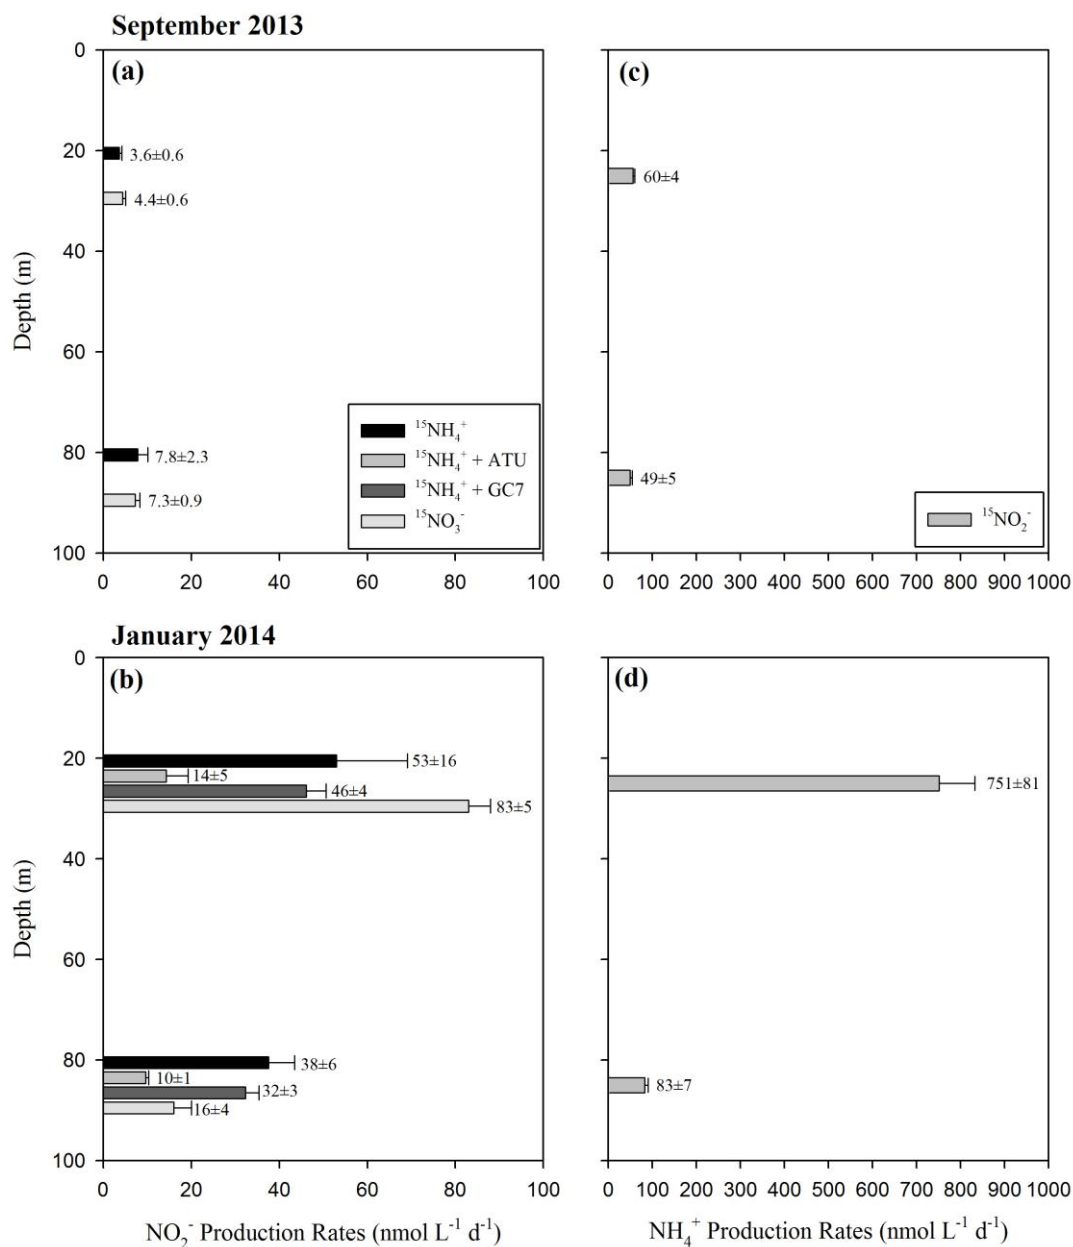 September 2013
(a)
0
20
40
60
80
100
Depth (m)
3.6±0.6
4.4±0.6
7.8±2.3
7.3±0.9
¹⁵NH₄⁺
¹⁵NH₄⁺ + ATU
¹⁵NH₄⁺ + GC7
¹⁵NO₃⁻
0 20 40 60 80 100
(c)
60±4
49±5
¹⁵NO₂⁻
0 100 200 300 400 500 600 700 800 900 1000
January 2014
(b)
0
20
40
60
80
100
Depth (m)
53±16
14±5
46±4
83±5
38±6
10±1
32±3
16±4
0 20 40 60 80 100
NO₂⁻ Production Rates (nmol L⁻¹ d⁻¹)
(d)
751±81
83±7
0 100 200 300 400 500 600 700 800 900 1000
NH₄⁺ Production Rates (nmol L⁻¹ d⁻¹)